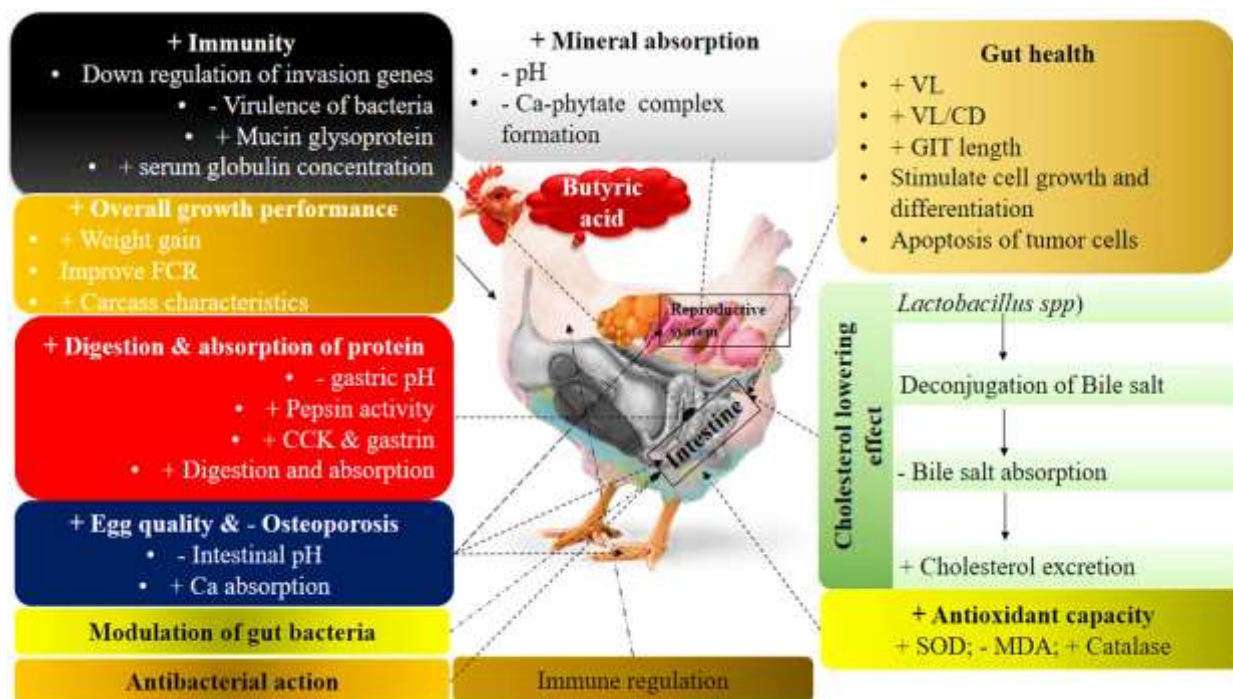 + Immunity
• Down regulation of invasion genes
• - Virulence of bacteria
• + Mucin glysoprotein
• + serum globulin concentration
+ Overall growth performance
• + Weight gain
• Improve FCR
• + Carcass characteristics
+ Digestion & absorption of protein
• - gastric pH
• + Pepsin activity
• + CCK & gastrin
• + Digestion and absorption
+ Egg quality & - Osteoporosis
• - Intestinal pH
• + Ca absorption
Modulation of gut bacteria
Antibacterial action
+ Mineral absorption
• - pH
• - Ca-phytate complex
formation
Butyric
acid
Reproductive
system
Intestine
Immune regulation
Gut health
• + VL
• + VL/CD
• + GIT length
• Stimulate cell growth and
differentiation
• Apoptosis of tumor cells
Cholesterol lowering
effect
Lactobacillus spp)
Deconjugation of Bile salt
- Bile salt absorption
+ Cholesterol excretion
+ Antioxidant capacity
+ SOD; - MDA; + Catalase